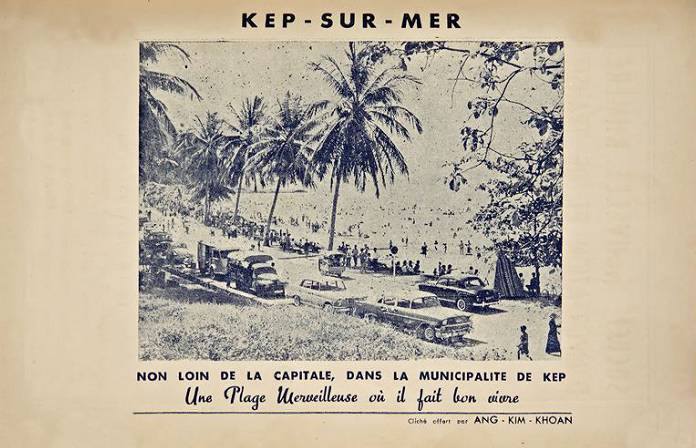 KEP - SUR - MER
NON LOIN DE LA CAPITALE, DANS LA MUNICIPALITE DE KEP
Une Plage Merveilleuse où il fait bon vivre
Cliché offert par ANG - KIM - KHOAN